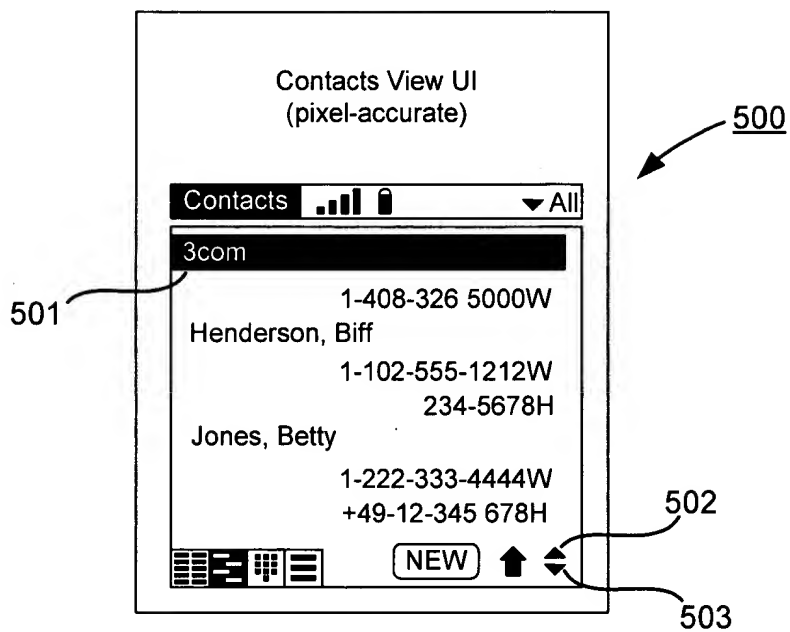 Contacts View UI
(pixel-accurate)
500
Contacts All
3com
501
1-408-326 5000W
Henderson, Biff
1-102-555-1212W
234-5678H
Jones, Betty
1-222-333-4444W
+49-12-345 678H
502
NEW
503